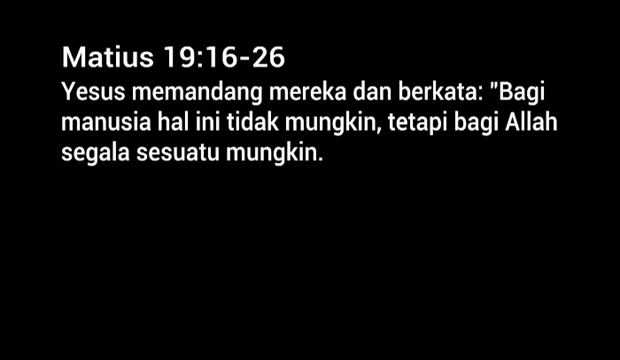 Matius 19:16-26
Yesus memandang mereka dan berkata: "Bagi
manusia hal ini tidak mungkin, tetapi bagi Allah
segala sesuatu mungkin.